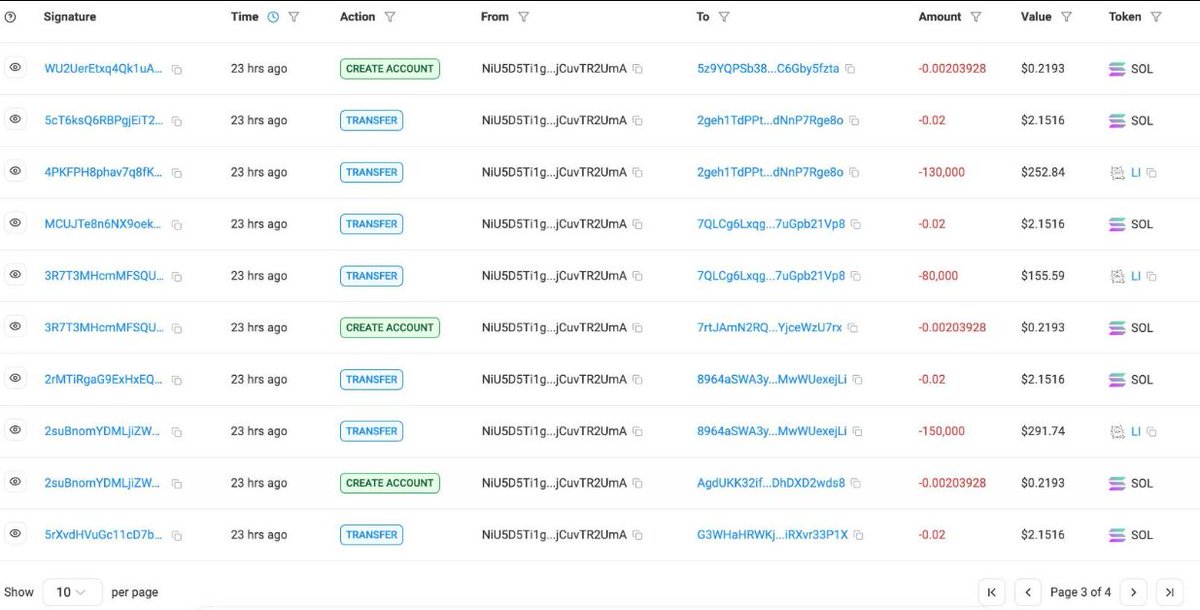 Signature Time Action From To Amount Value Token
WU2UerEtxq4Qk1uA... 23 hrs ago CREATE ACCOUNT NiU5D5Ti1g...jCuvTR2UmA 5z9YQPSb38...C6Gby5fzta -0.00203928 $0.2193 SOL
5cT6ksQ6RBPgjEiT2... 23 hrs ago TRANSFER NiU5D5Ti1g...jCuvTR2UmA 2geh1TdPPt...dNnP7Rge8o -0.02 $2.1516 SOL
4PKFPH8phav7q8fK... 23 hrs ago TRANSFER NiU5D5Ti1g...jCuvTR2UmA 2geh1TdPPt...dNnP7Rge8o -130,000 $252.84 LI
MCUJTe8n6NX9oek... 23 hrs ago TRANSFER NiU5D5Ti1g...jCuvTR2UmA 7QLCg6Lxqg...7uGpb21Vp8 -0.02 $2.1516 SOL
3R7T3MHcmMFSQU... 23 hrs ago TRANSFER NiU5D5Ti1g...jCuvTR2UmA 7QLCg6Lxqg...7uGpb21Vp8 -80,000 $155.59 LI
3R7T3MHcmMFSQU... 23 hrs ago CREATE ACCOUNT NiU5D5Ti1g...jCuvTR2UmA 7rtJAmN2RQ...YjceWzU7rx -0.00203928 $0.2193 SOL
2rMTiRgaG9ExHxEQ... 23 hrs ago TRANSFER NiU5D5Ti1g...jCuvTR2UmA 8964aSWA3y...MwWUexejLi -0.02 $2.1516 SOL
2suBnomYDMLjiZW... 23 hrs ago TRANSFER NiU5D5Ti1g...jCuvTR2UmA 8964aSWA3y...MwWUexejLi -150,000 $291.74 LI
2suBnomYDMLjiZW... 23 hrs ago CREATE ACCOUNT NiU5D5Ti1g...jCuvTR2UmA AgdUKK32if...DhDXD2wds8 -0.00203928 $0.2193 SOL
5rXvdHVuGc11cD7b... 23 hrs ago TRANSFER NiU5D5Ti1g...jCuvTR2UmA G3WHaHRWKj...iRXvr33P1X -0.02 $2.1516 SOL
Show 10 per page Page 3 of 4